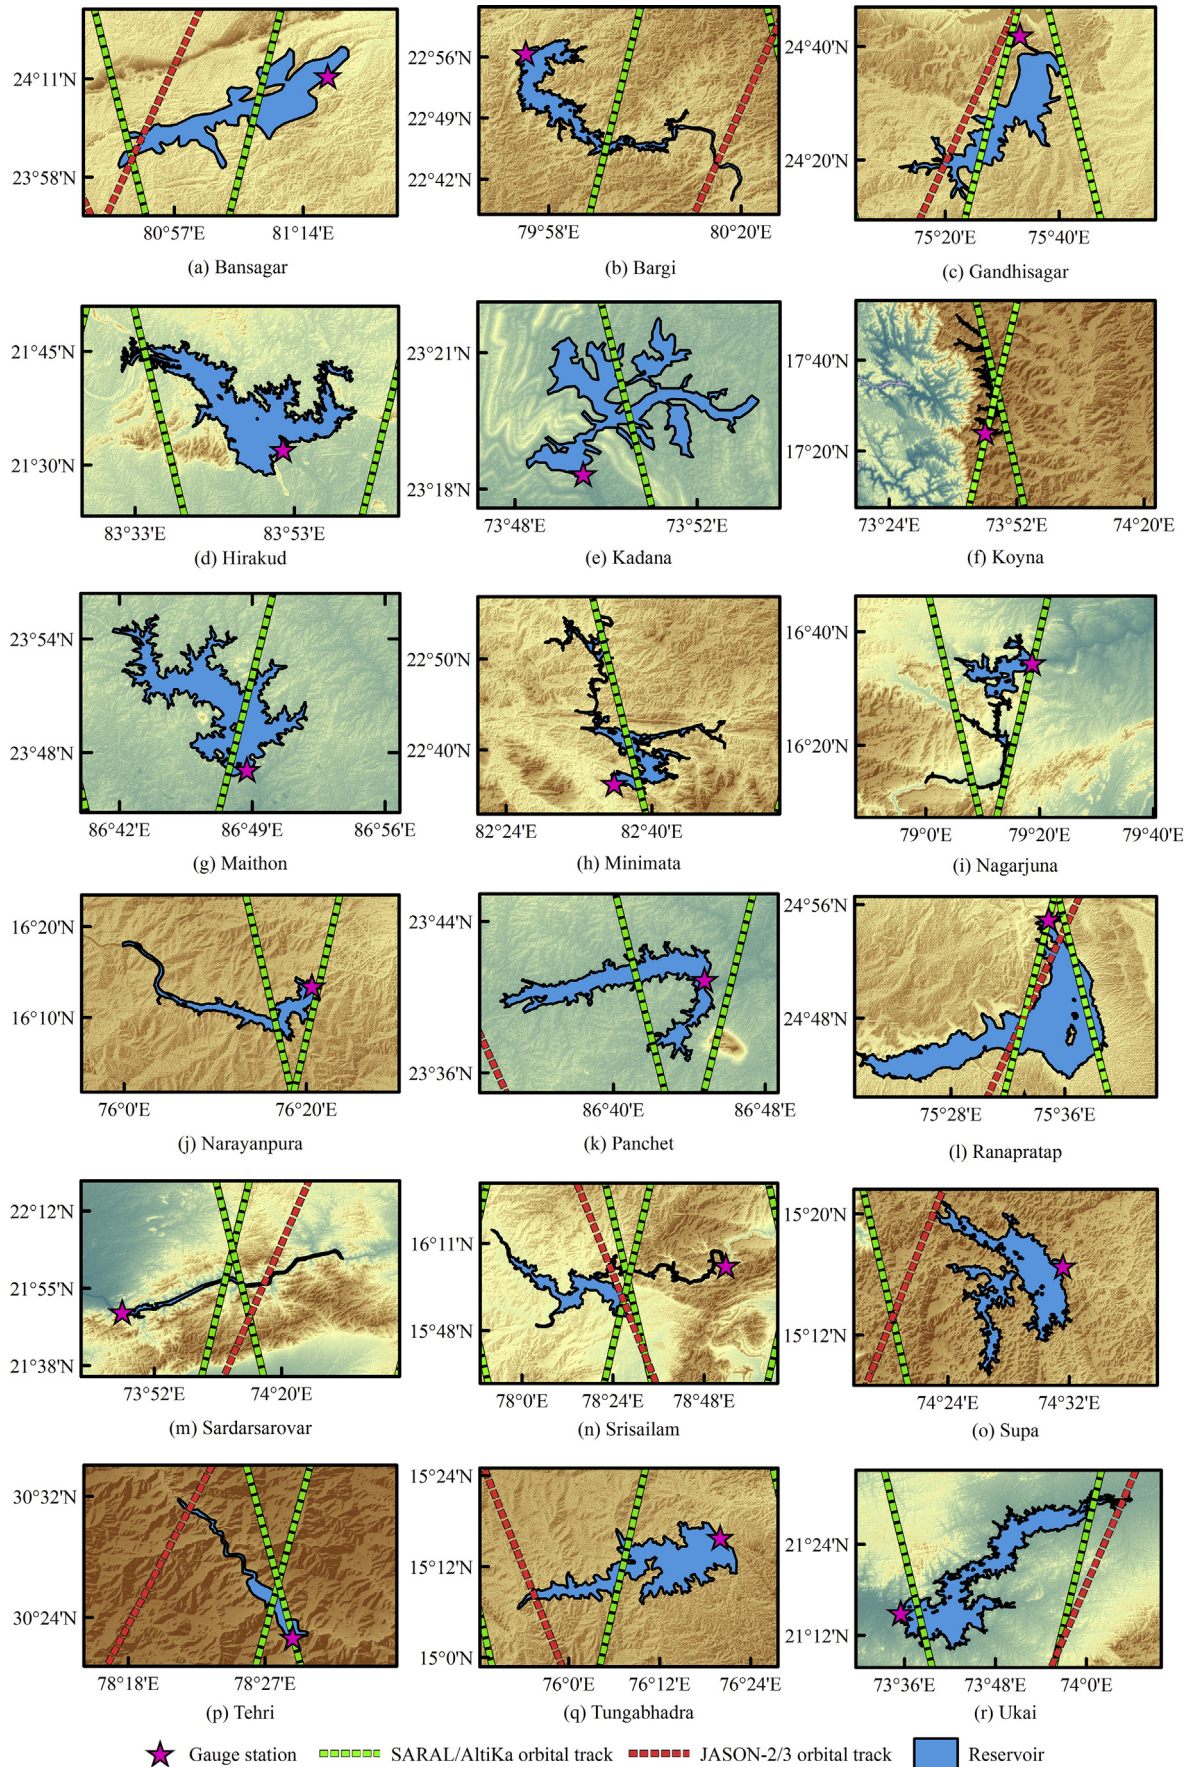 24°11'N
23°58'N
80°57'E 81°14'E
(a) Bansagar
22°56'N
22°49'N
22°42'N
79°58'E 80°20'E
(b) Bargi
24°40'N
24°20'N
75°20'E 75°40'E
(c) Gandhisagar
21°45'N
21°30'N
83°33'E 83°53'E
(d) Hirakud
23°21'N
23°18'N
73°48'E 73°52'E
(e) Kadana
17°40'N
17°20'N
73°24'E 73°52'E 74°20'E
(f) Koyna
23°54'N
23°48'N
86°42'E 86°49'E 86°56'E
(g) Maithon
22°50'N
22°40'N
82°24'E 82°40'E
(h) Minimata
16°40'N
16°20'N
79°0'E 79°20'E 79°40'E
(i) Nagarjuna
16°20'N
16°10'N
76°0'E 76°20'E
(j) Narayanpura
23°44'N
23°36'N
86°40'E 86°48'E
(k) Panchet
24°56'N
24°48'N
75°28'E 75°36'E
(l) Ranapratap
22°12'N
21°55'N
21°38'N
73°52'E 74°20'E
(m) Sardarsarovar
16°11'N
15°48'N
78°0'E 78°24'E 78°48'E
(n) Srisailam
15°20'N
15°12'N
74°24'E 74°32'E
(o) Supa
30°32'N
30°24'N
78°18'E 78°27'E
(p) Tehri
15°24'N
15°12'N
15°0'N
76°0'E 76°12'E 76°24'E
(q) Tungabhadra
21°24'N
21°12'N
73°36'E 73°48'E 74°0'E
(r) Ukai
Gauge station SARAL/AltiKa orbital track JASON-2/3 orbital track Reservoir